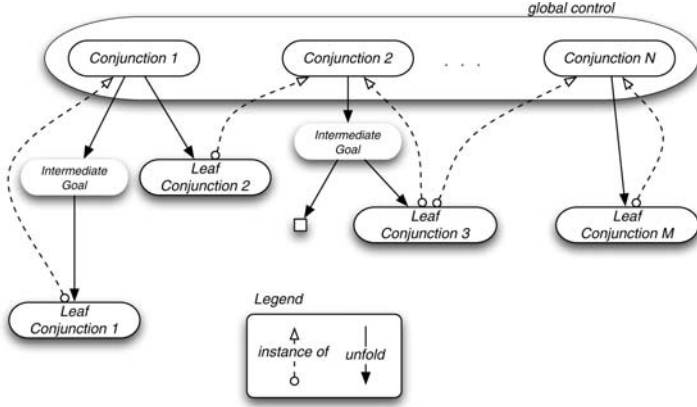 global control
Conjunction 1
Conjunction 2
. . .
Conjunction N
Intermediate
Goal
Leaf
Conjunction 2
Intermediate
Goal
Leaf
Conjunction 3
Leaf
Conjunction M
Leaf
Conjunction 1
Legend
instance of
unfold